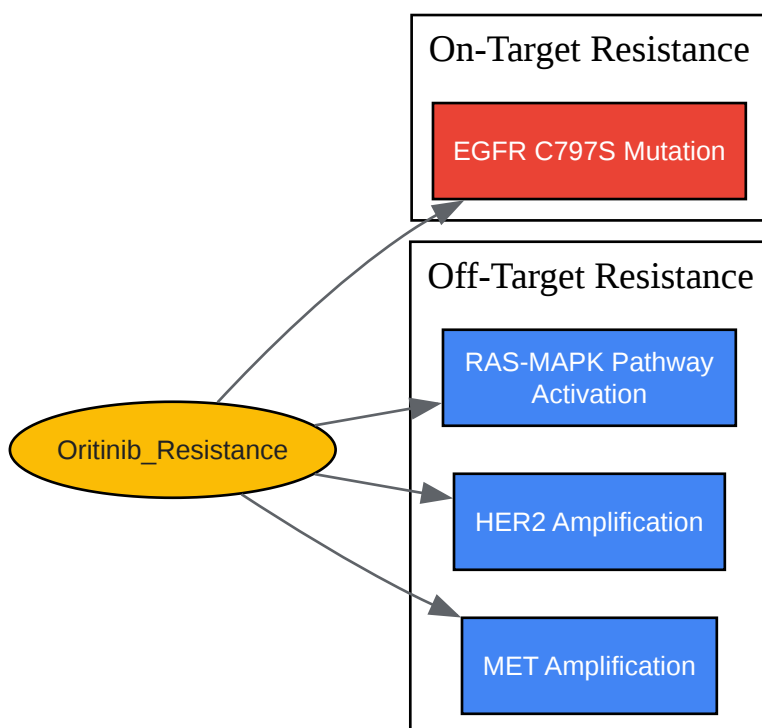 On-Target Resistance
EGFR C797S Mutation
Off-Target Resistance
RAS-MAPK Pathway
Activation
Oritinib_Resistance
HER2 Amplification
MET Amplification